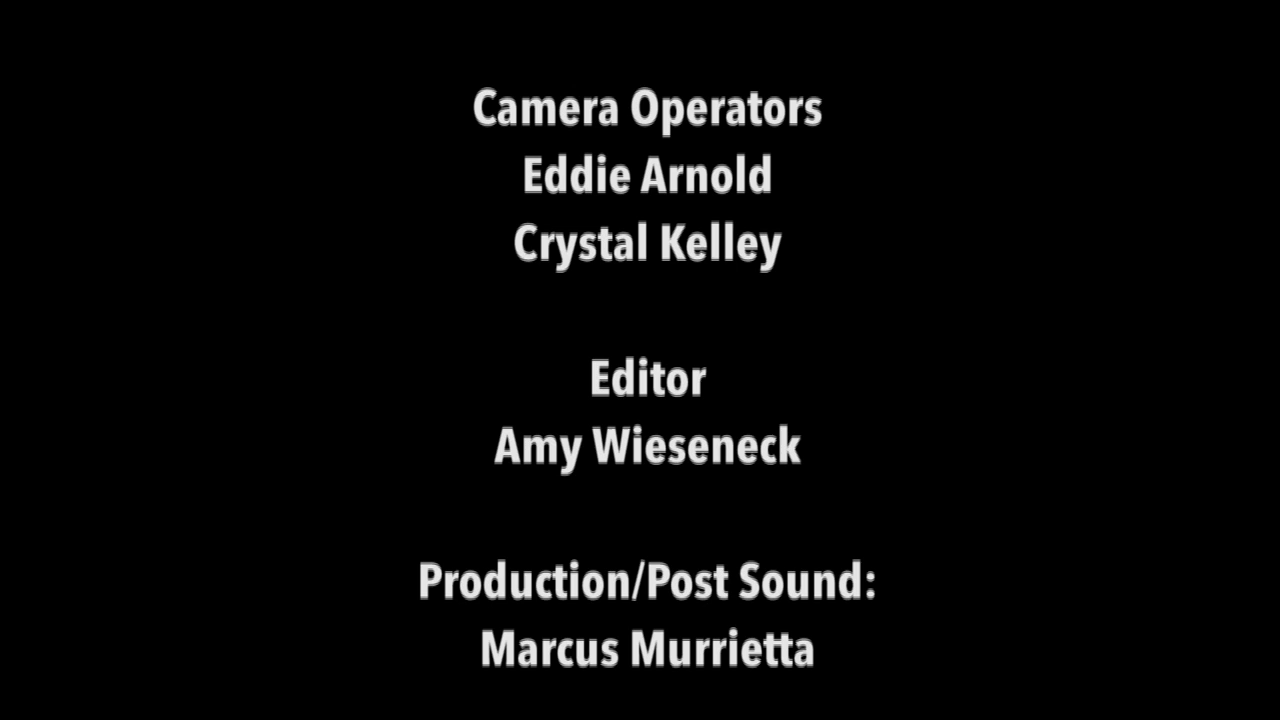 Camera Operators
Eddie Arnold
Crystal Kelley
Editor
Amy Wieseneck
Production/Post Sound:
Marcus Murrietta